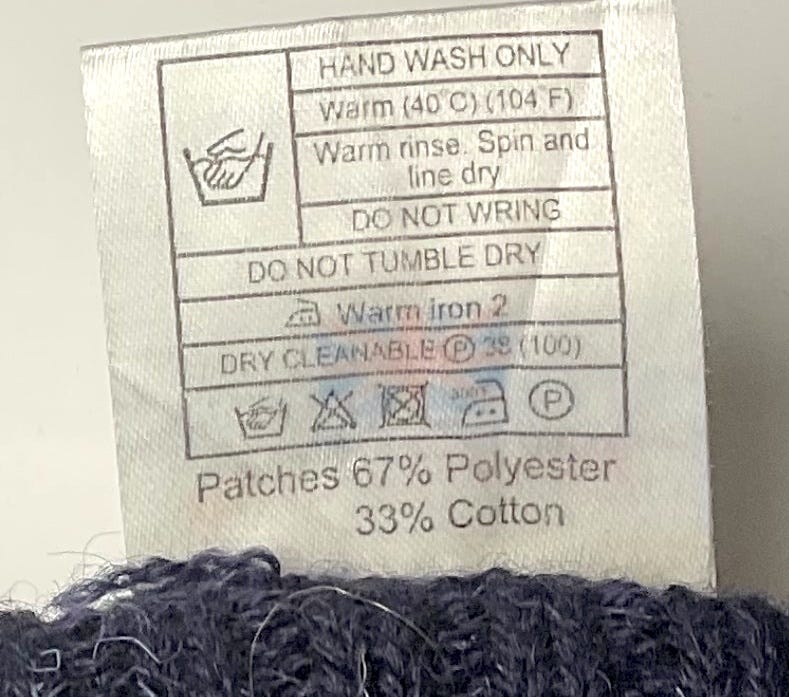 HAND WASH ONLY
Warm (40 C) (104 F)
Warm rinse. Spin and
line dry
DO NOT WRING
DO NOT TUMBLE DRY
Warm iron 2
DRY CLEANABLE P 38 (100)
P
Patches 67% Polyester
33% Cotton